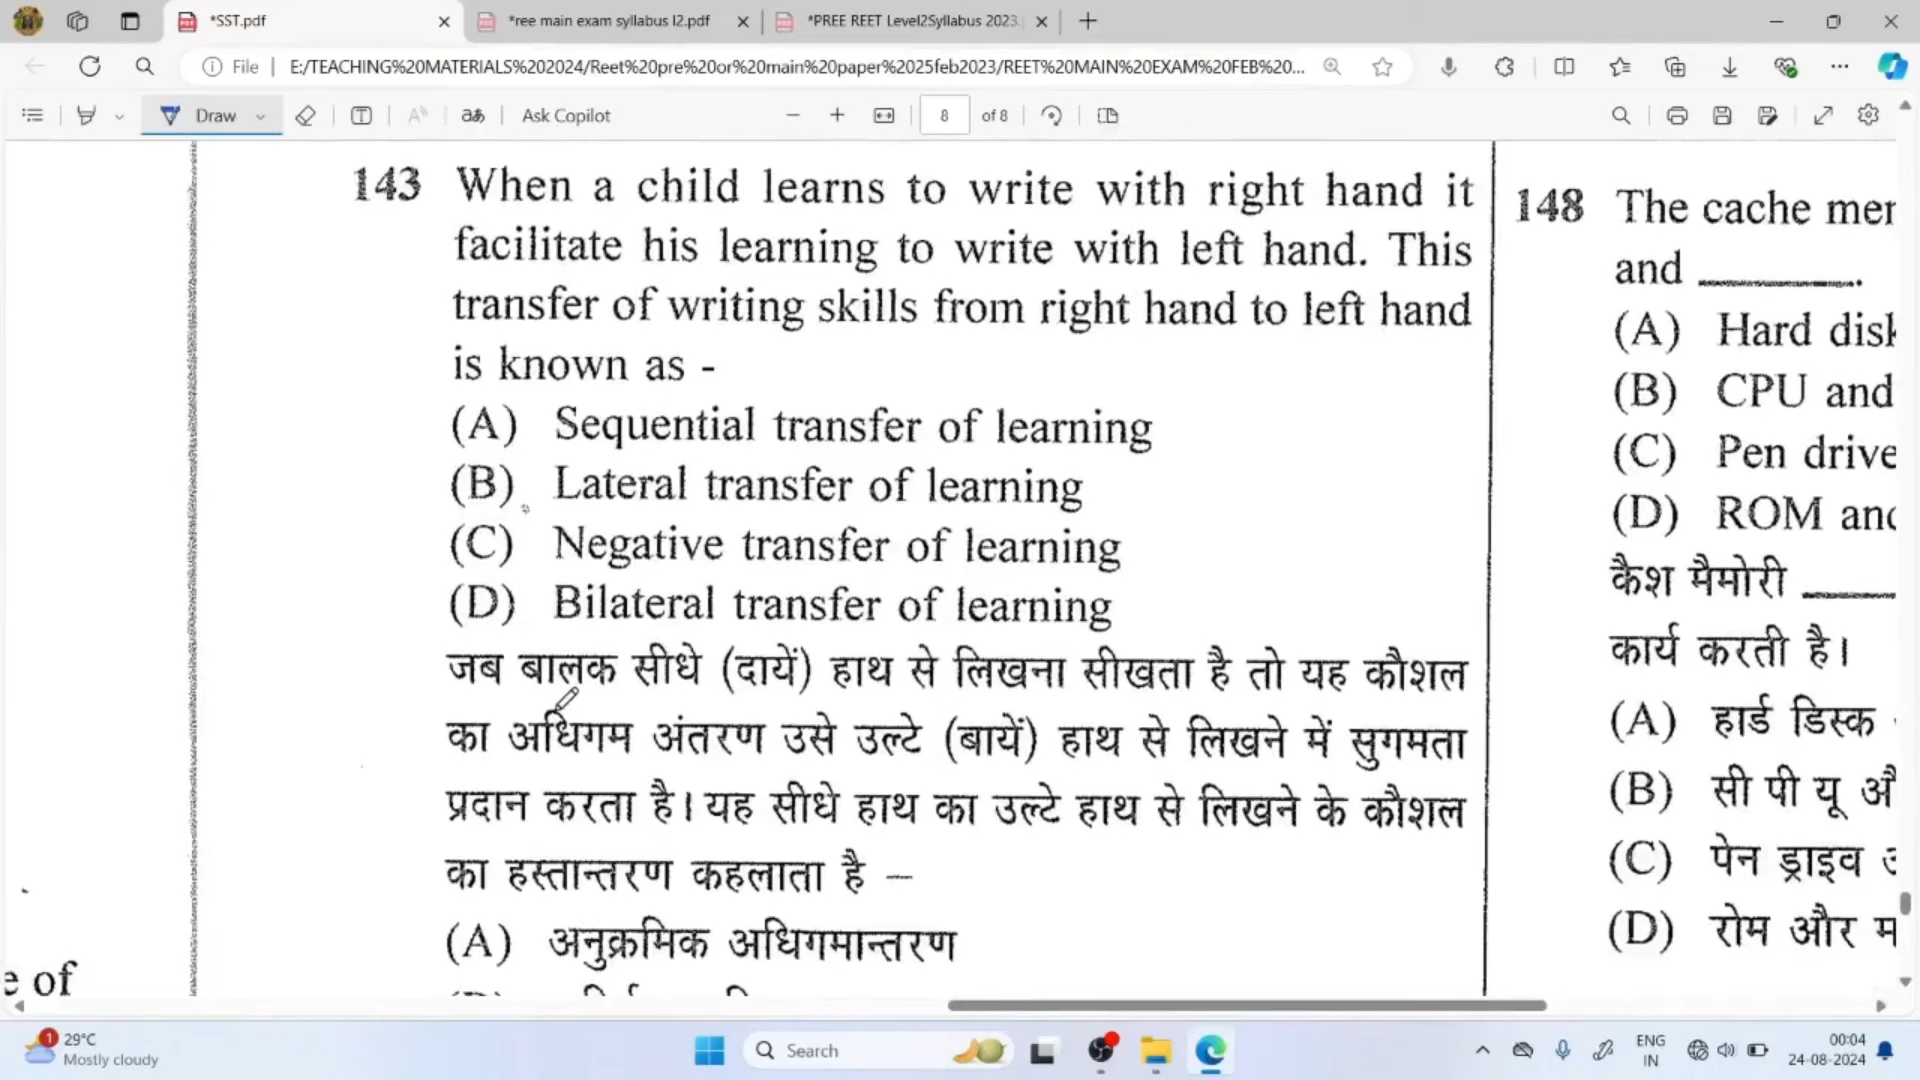 *SST.pdf
*ree main exam syllabus l2.pdf
*PREE REET Level2Syllabus 2023.
File
E:/TEACHING%20MATERIALS%202024/Reet%20pre%20or%20main%20paper%2025feb2023/REET%20MAIN%20EXAM%20FEB%20...
Draw
Ask Copilot
8 of 8
143 When a child learns to write with right hand it
facilitate his learning to write with left hand. This
transfer of writing skills from right hand to left hand
is known as -
(A) Sequential transfer of learning
(B) Lateral transfer of learning
(C) Negative transfer of learning
(D) Bilateral transfer of learning
जब बालक सीधे (दायें) हाथ से लिखना सीखता है तो यह कौशल
का अधिगम अंतरण उसे उल्टे (बायें) हाथ से लिखने में सुगमता
प्रदान करता है। यह सीधे हाथ का उल्टे हाथ से लिखने के कौशल
का हस्तान्तरण कहलाता है –
(A) अनुक्रमिक अधिगमान्तरण
of
148 The cache
and ________.
(A) Hard
(B) CPU and
(C) Pen drive
(D) ROM
कैश मैमोरी ____
कार्य करती है।
(A) हार्ड डिस्क
(B) सी पी यू
(C) पेन ड्राइव
(D) रोम और
1
29°C
Mostly cloudy
Search
ENG
IN
00:04
24-08-2024